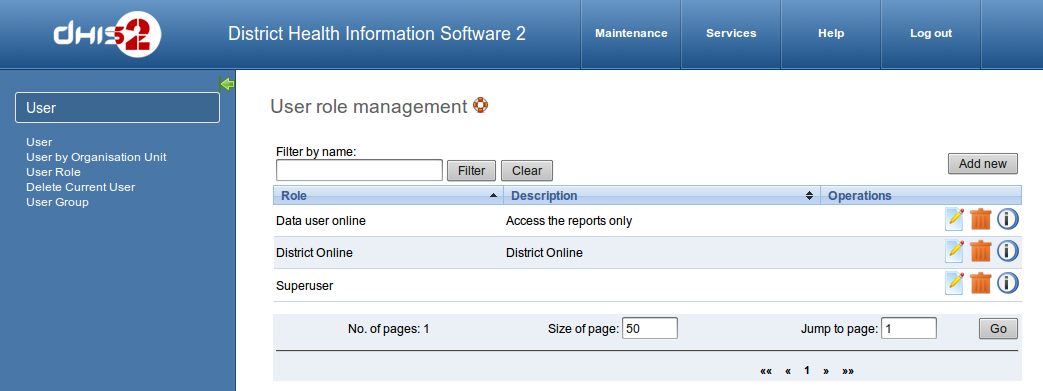 dhis2
District Health Information Software 2
Maintenance
Services
Help
Log out
User
User
User by Organisation Unit
User Role
Delete Current User
User Group
User role management
Filter by name:
Filter
Clear
Add new
Role
Description
Operations
Data user online
Access the reports only
District Online
District Online
Superuser
No. of pages: 1
Size of page: 50
Jump to page: 1
Go
«« « 1 » »»